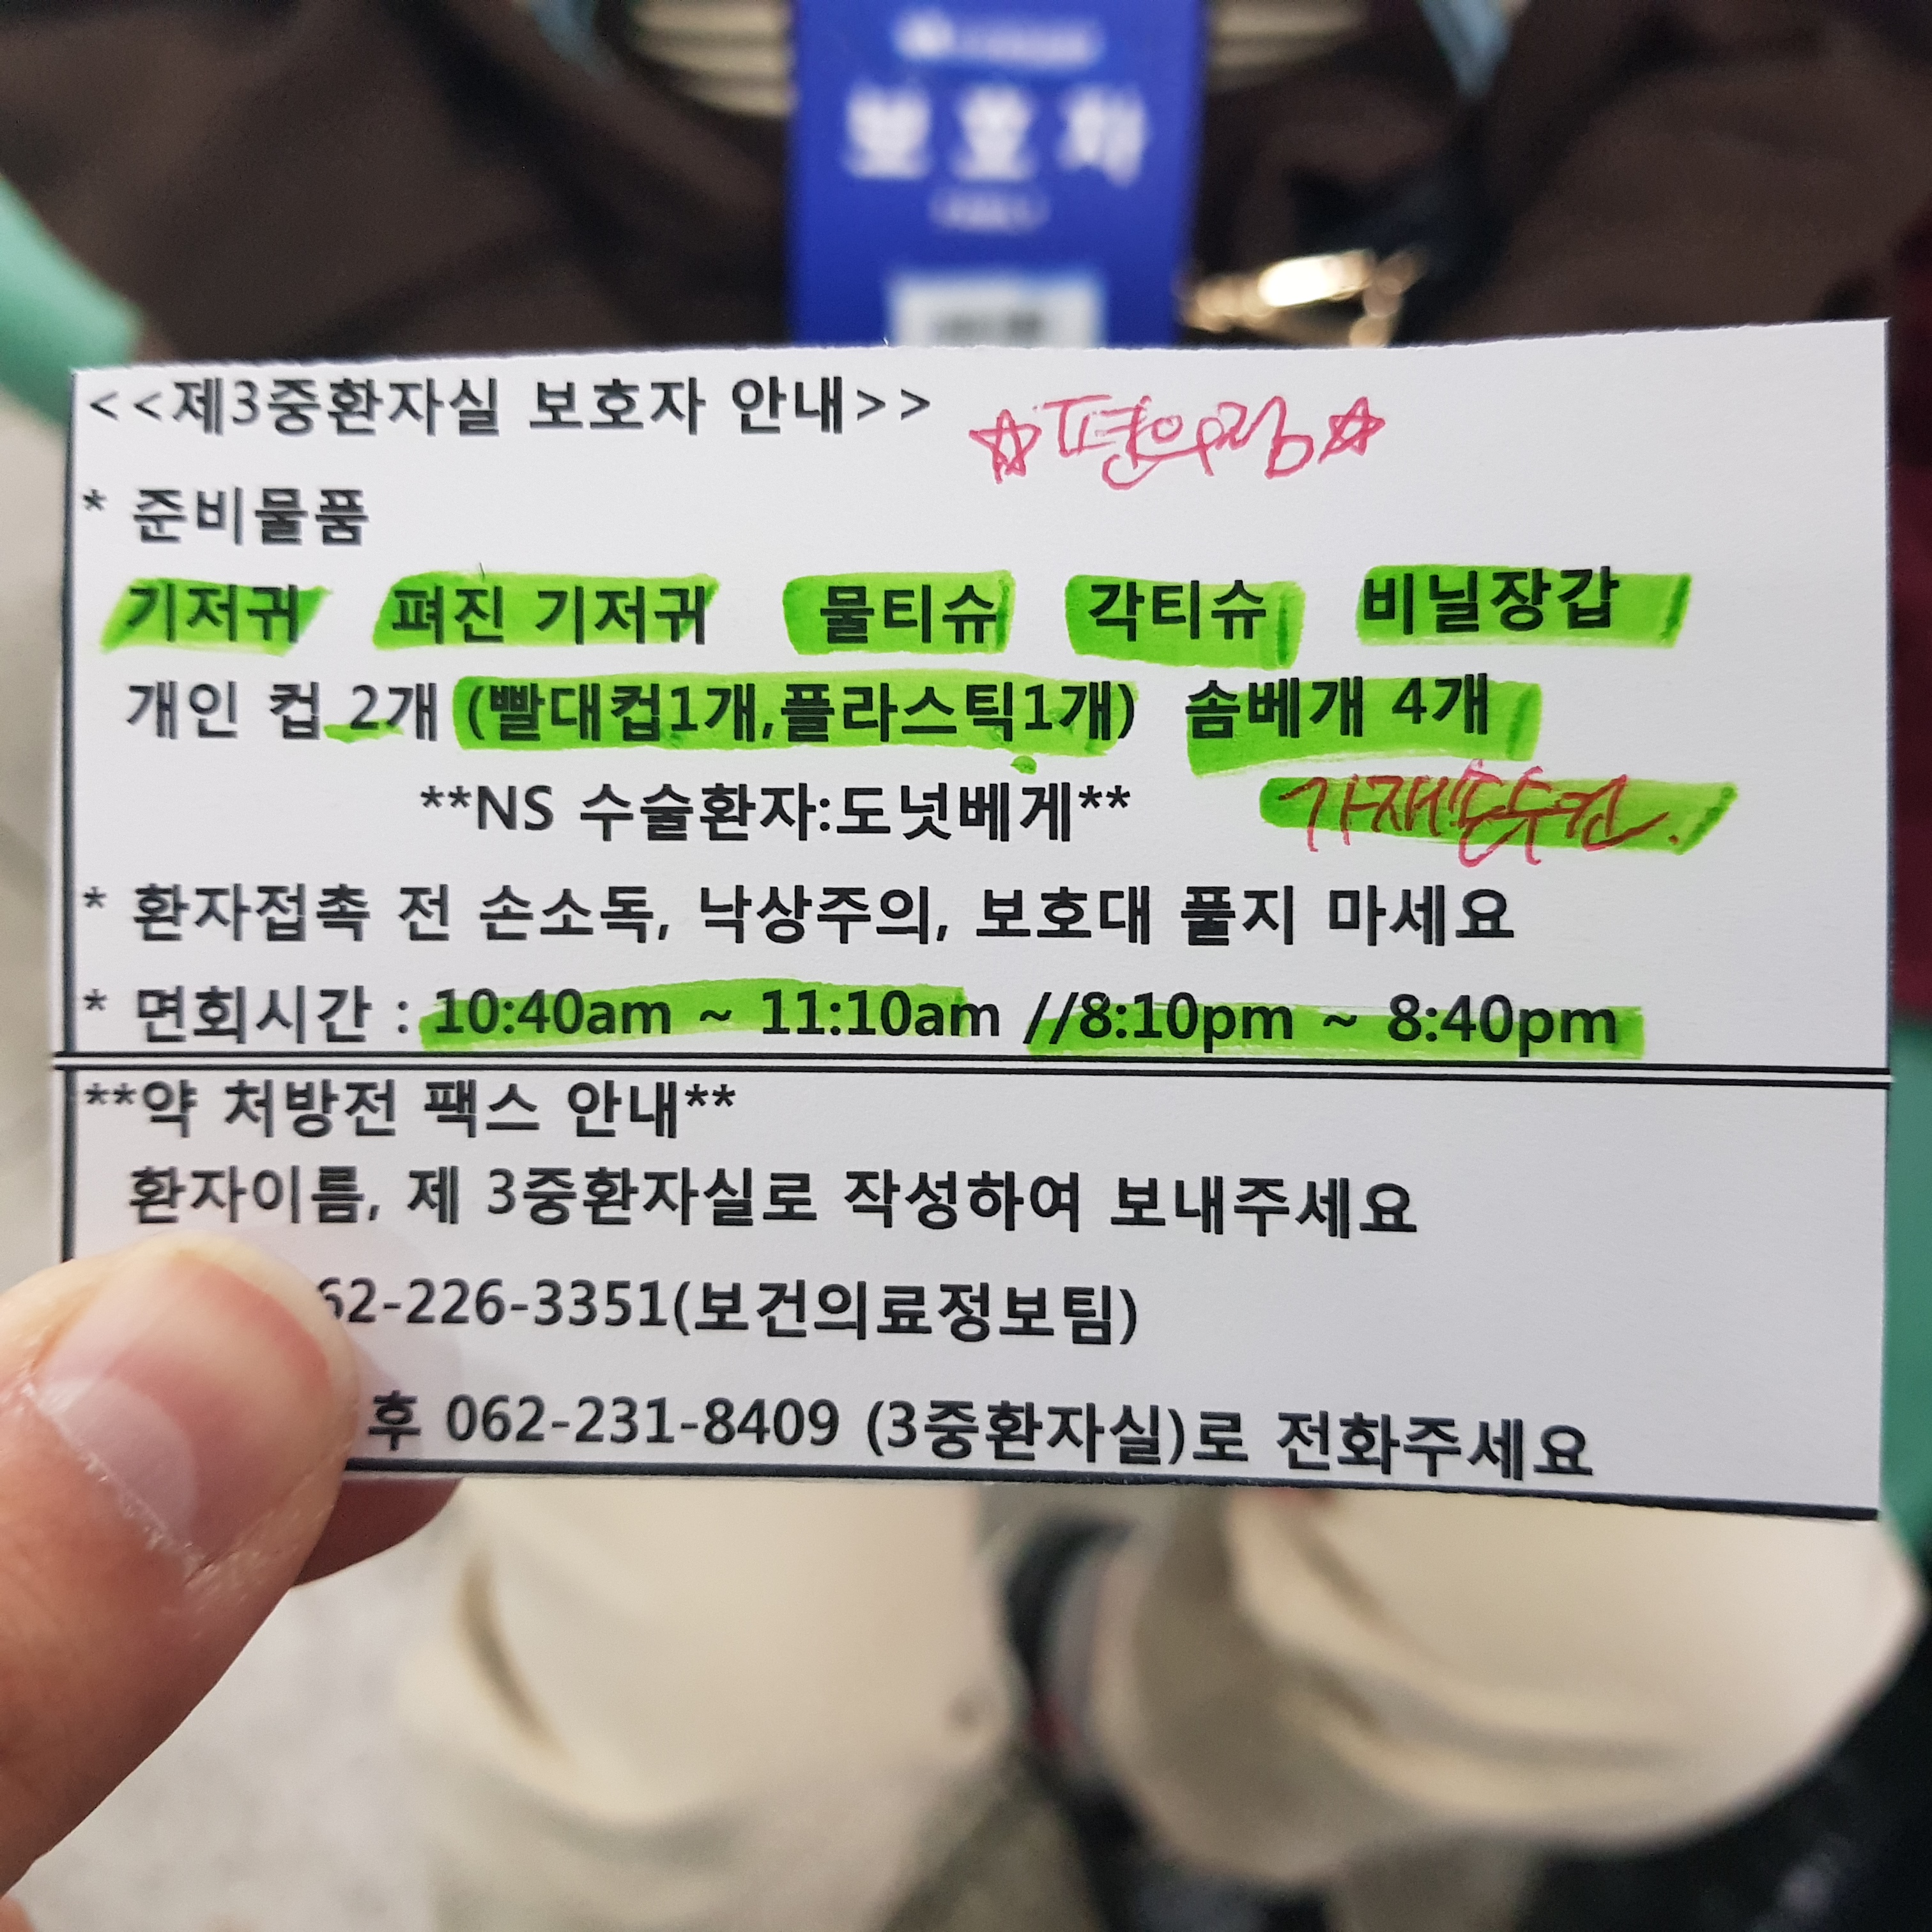 보호자
<<제3중환자실 보호자 안내>> ☆편의점☆
* 준비물품
기저귀 펴진 기저귀 물티슈 각티슈 비닐장갑
개인 컵 2개 (빨대컵1개,플라스틱1개) 솜베개 4개
**NS 수술환자:도넛베게** 가재손수건.
* 환자접촉 전 손소독, 낙상주의, 보호대 풀지 마세요
* 면회시간 : 10:40am ~ 11:10am //8:10pm ~ 8:40pm
**약 처방전 팩스 안내**
환자이름, 제 3중환자실로 작성하여 보내주세요
62-226-3351(보건의료정보팀)
후 062-231-8409 (3중환자실)로 전화주세요